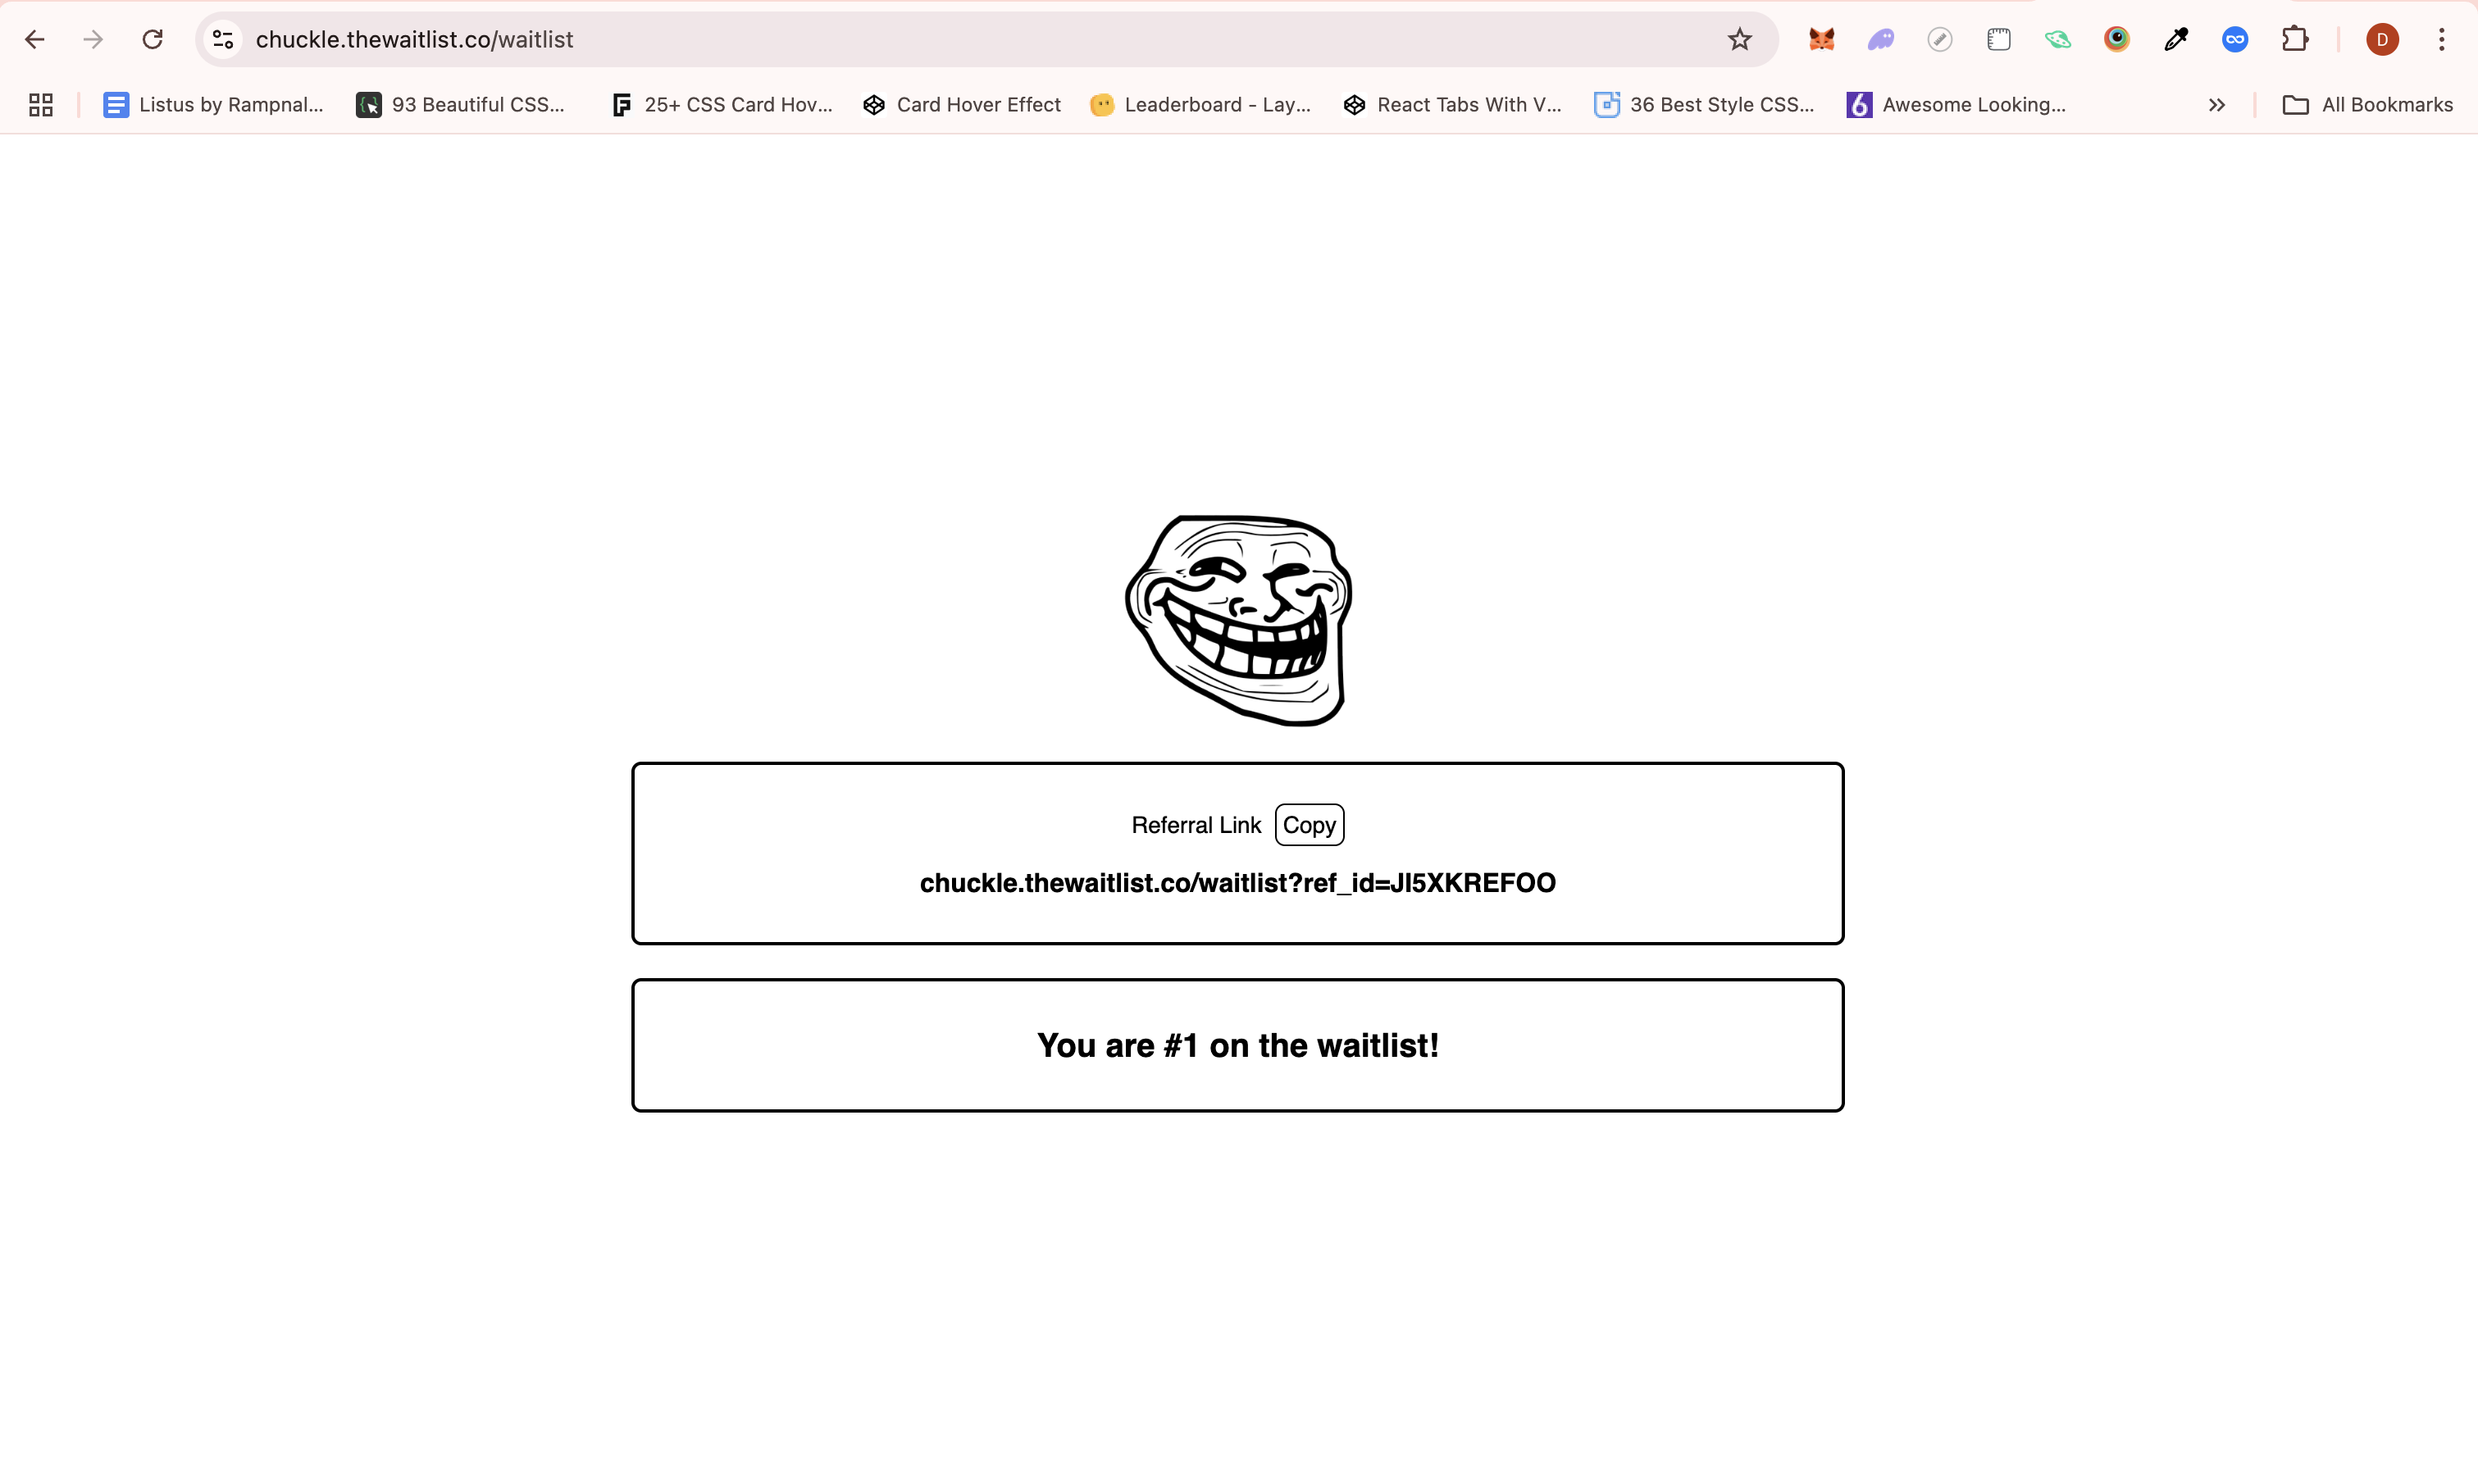 chuckle.thewaitlist.co/waitlist
D
Listus by Rampnal...
93 Beautiful CSS...
25+ CSS Card Hov...
Card Hover Effect
Leaderboard - Lay...
React Tabs With V...
36 Best Style CSS...
6
Awesome Looking...
All Bookmarks
Referral Link
Copy
chuckle.thewaitlist.co/waitlist?ref_id=JI5XKREFOO
You are #1 on the waitlist!